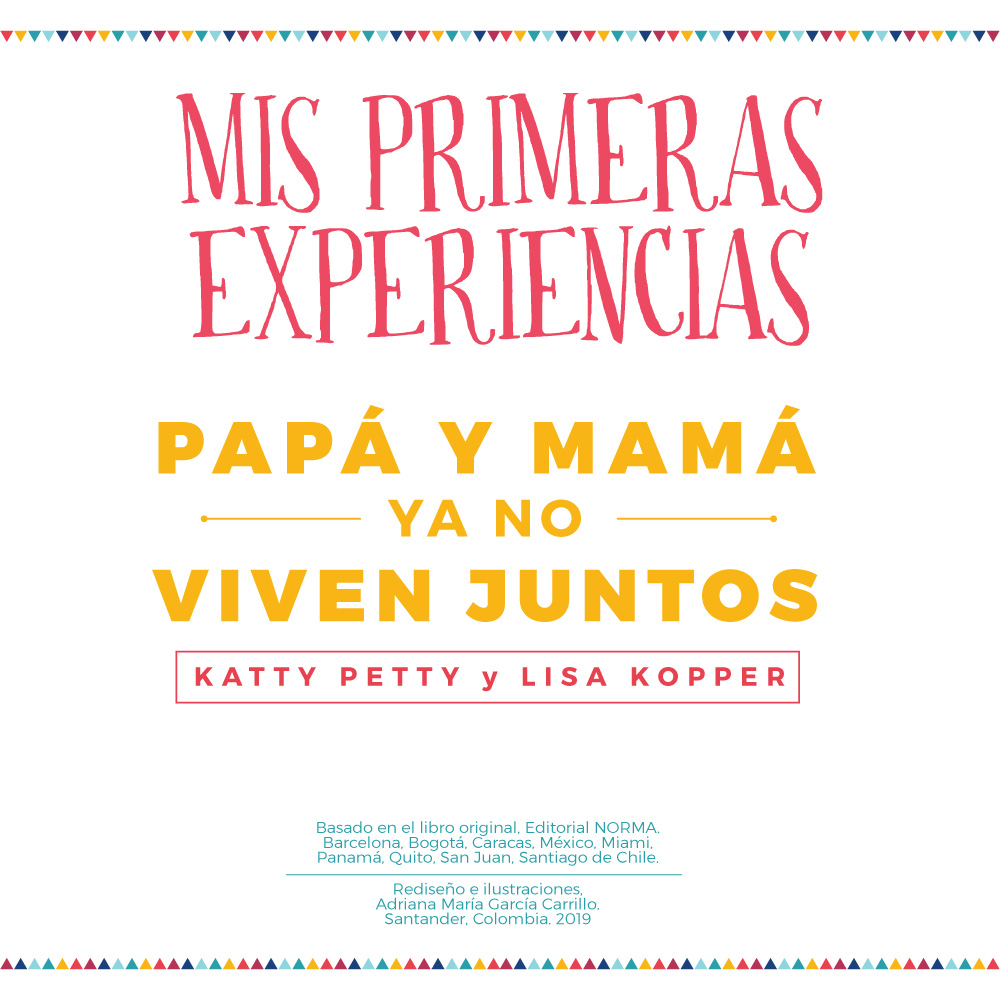 MIS PRIMERAS
EXPERIENCIAS
PAPÁ Y MAMÁ
YA NO
VIVEN JUNTOS
KATTY PETTY y LISA KOPPER
Basado en el libro original, Editorial NORMA.
Barcelona, Bogotá, Caracas, México, Miami,
Panamá, Quito, San Juan, Santiago de Chile.
Rediseño e ilustraciones,
Adriana María García Carrillo.
Santander, Colombia. 2019